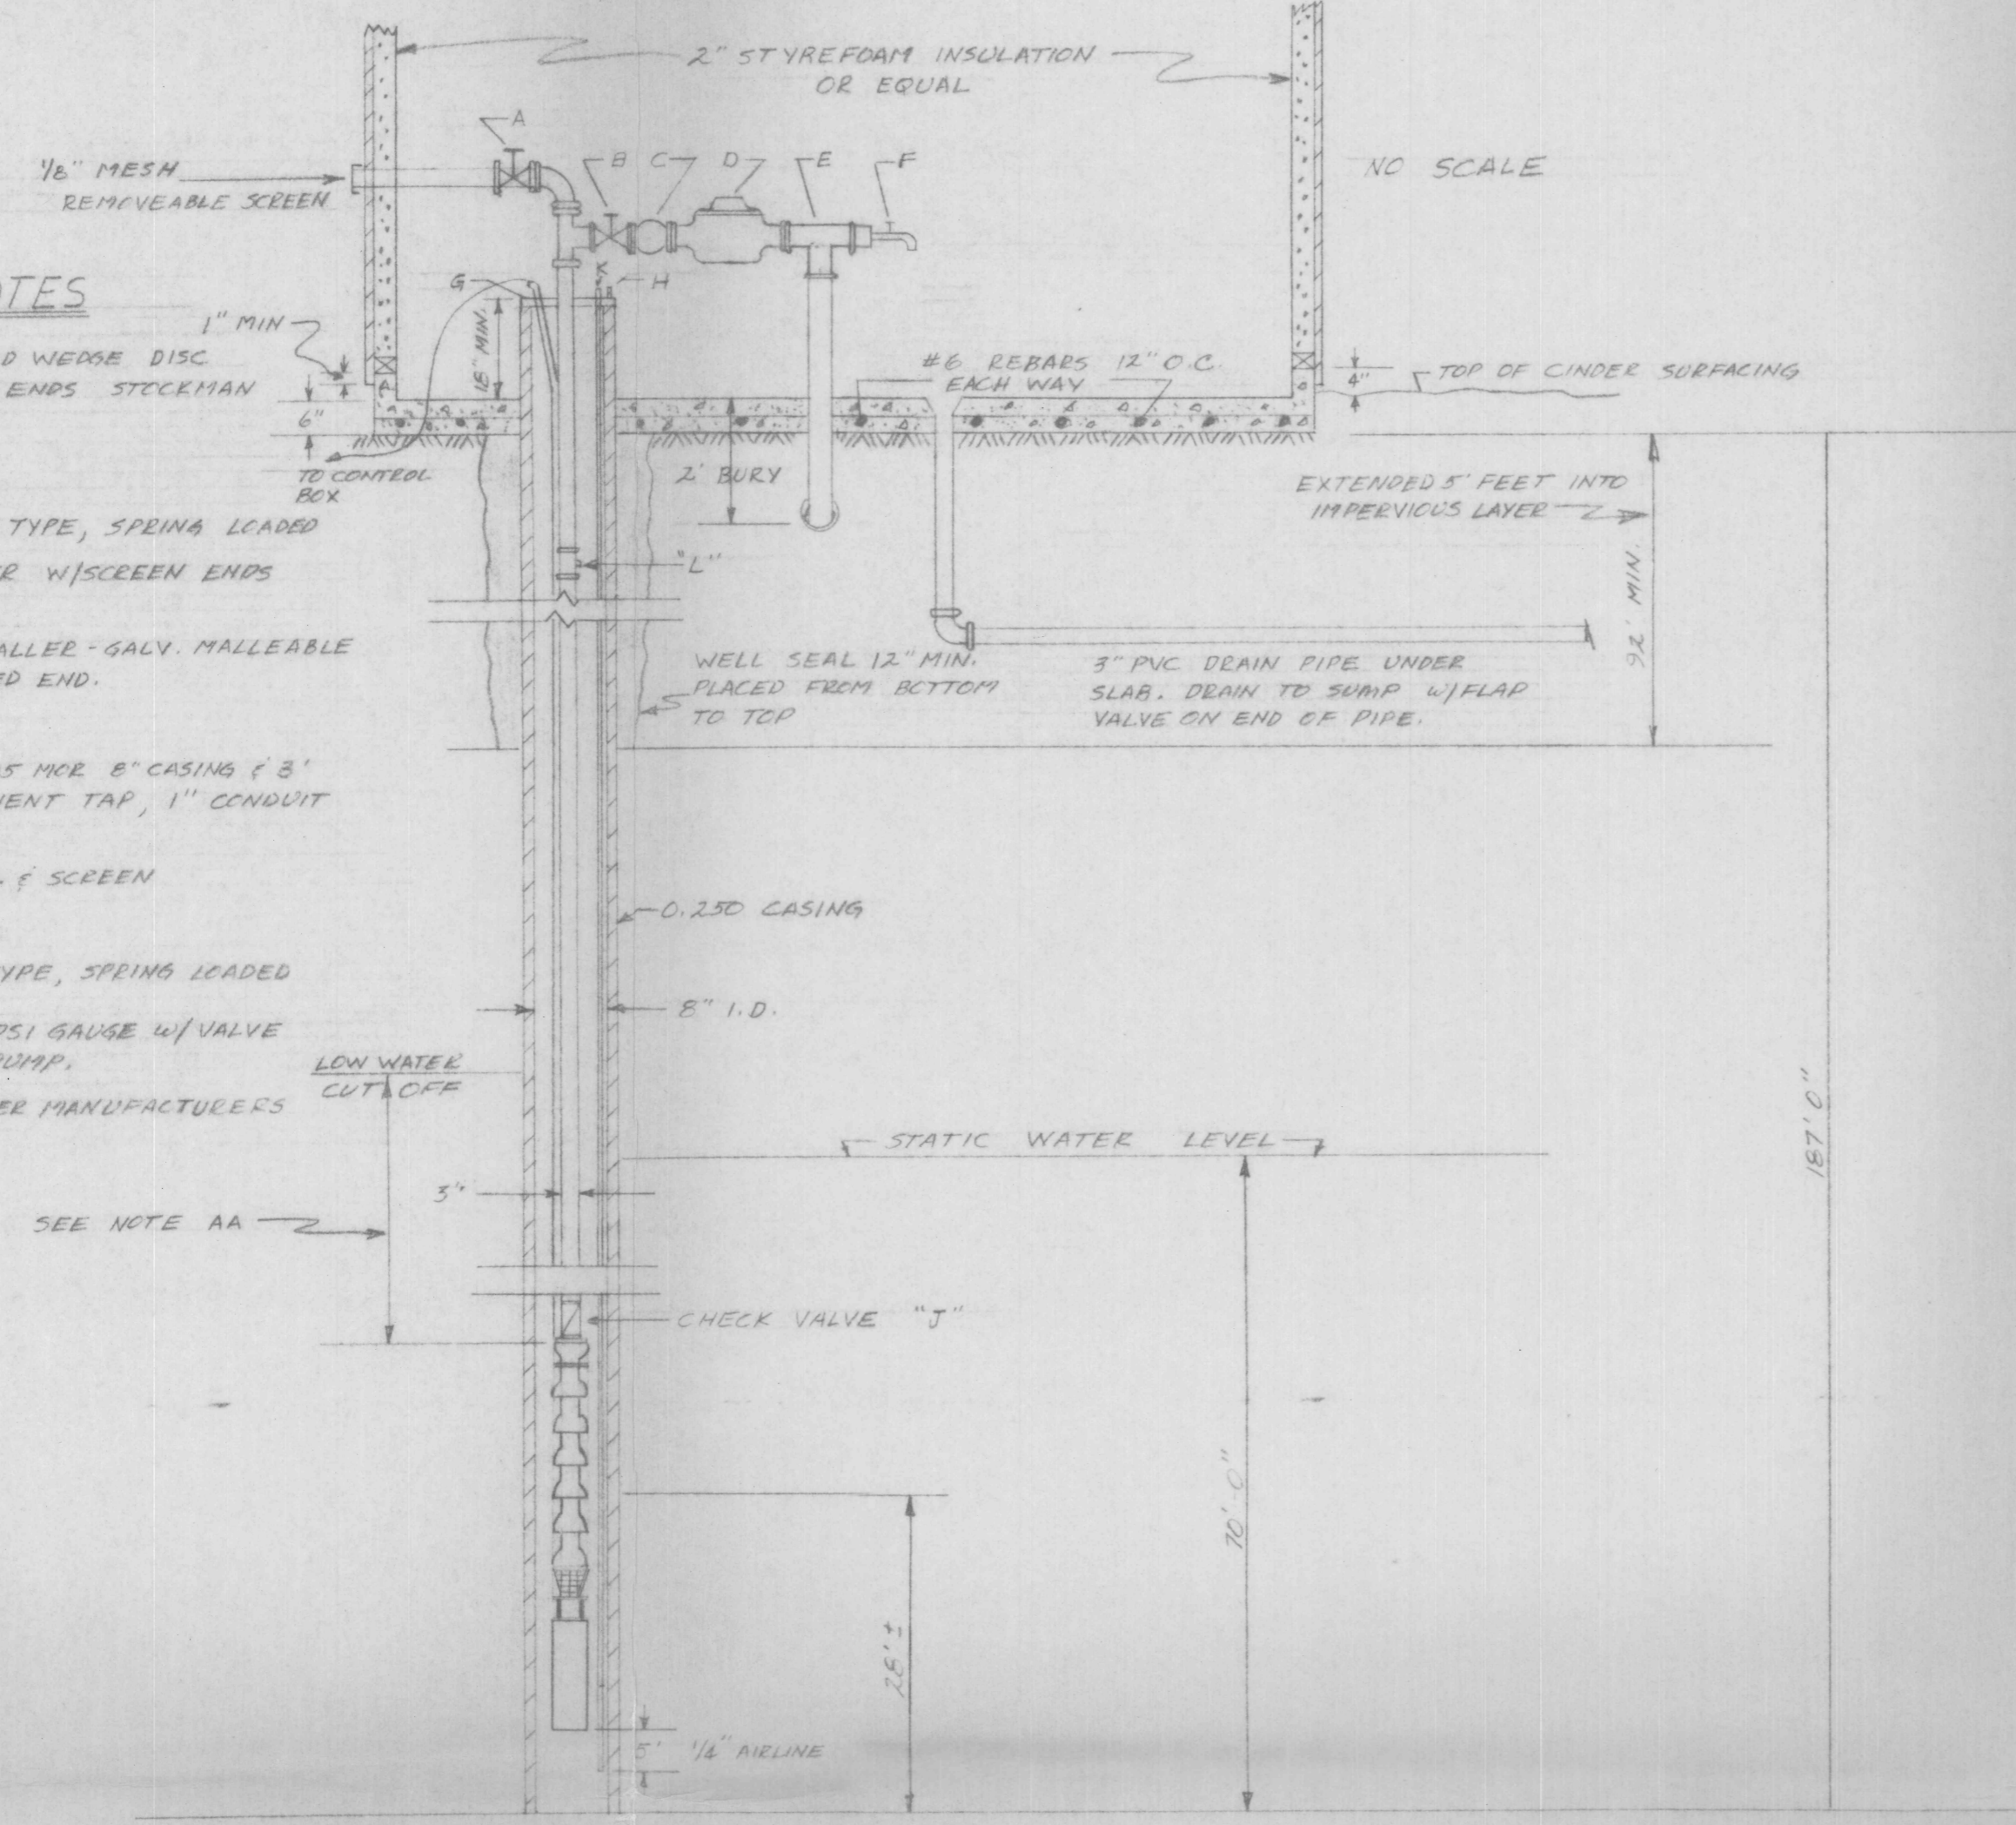 2" STYREFOAM INSULATION
OR EQUAL
A
1/8" MESH
REMOVEABLE SCREEN
B C D E F
NO SCALE
OTES
G
H
1" MIN
18" MIN.
D WEDGE DISC
ENDS STOCKMAN
#6 REBARS 12" O.C.
EACH WAY
4"
TOP OF CINDER SURFACING
6"
TO CONTROL
BOX
2' BURY
EXTENDED 5' FEET INTO
IMPERVIOUS LAYER
TYPE, SPRING LOADED
"L"
ER W/SCREEN ENDS
92' MIN.
ALLER - GALV. MALLEABLE
ED END.
WELL SEAL 12" MIN.
PLACED FROM BOTTOM
TO TOP
3" PVC DRAIN PIPE UNDER
SLAB. DRAIN TO SUMP W/FLAP
VALVE ON END OF PIPE.
5 MOR 8" CASING & 3'
MENT TAP, 1" CONDUIT
& SCREEN
0.250 CASING
YPE, SPRING LOADED
8" I.D.
PSI GAUGE W/ VALVE
PUMP.
LOW WATER
CUT OFF
ER MANUFACTURERS
187' 0"
STATIC WATER LEVEL
3"
SEE NOTE AA
CHECK VALVE "J"
70'-0"
28' ±
5' 1/4" AIRLINE